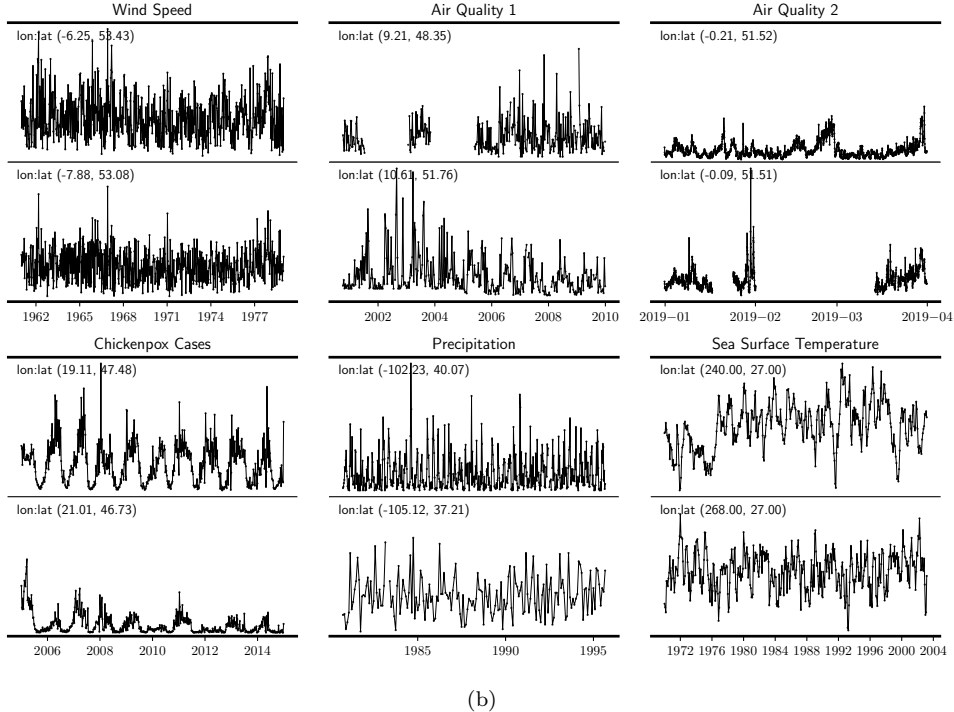 Wind Speed Air Quality 1 Air Quality 2
lon:lat (-6.25, 53.43) lon:lat (9.21, 48.35) lon:lat (-0.21, 51.52)
lon:lat (-7.88, 53.08) lon:lat (10.61, 51.76) lon:lat (-0.09, 51.51)
1962 1965 1968 1971 1974 1977 2002 2004 2006 2008 2010 2019−01 2019−02 2019−03 2019−04
Chickenpox Cases Precipitation Sea Surface Temperature
lon:lat (19.11, 47.48) lon:lat (-102.23, 40.07) lon:lat (240.00, 27.00)
lon:lat (21.01, 46.73) lon:lat (-105.12, 37.21) lon:lat (268.00, 27.00)
2006 2008 2010 2012 2014 1985 1990 1995 1972 1976 1980 1984 1988 1992 1996 2000 2004
(b)